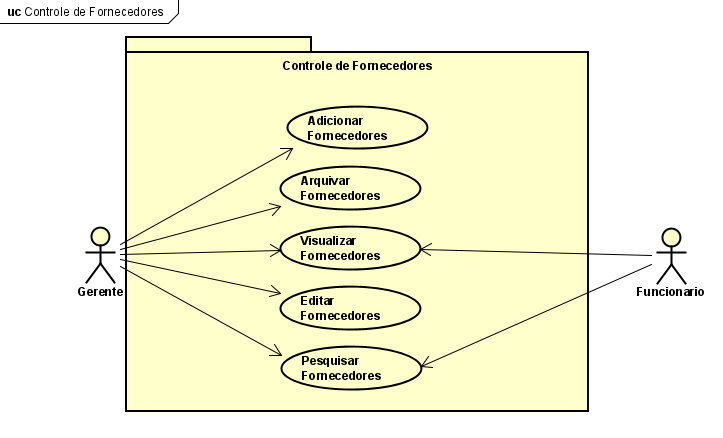 uc Controle de Fornecedores
Controle de Fornecedores
Adicionar
Fornecedores
Arquivar
Fornecedores
Visualizar
Fornecedores
Gerente
Funcionario
Editar
Fornecedores
Pesquisar
Fornecedores